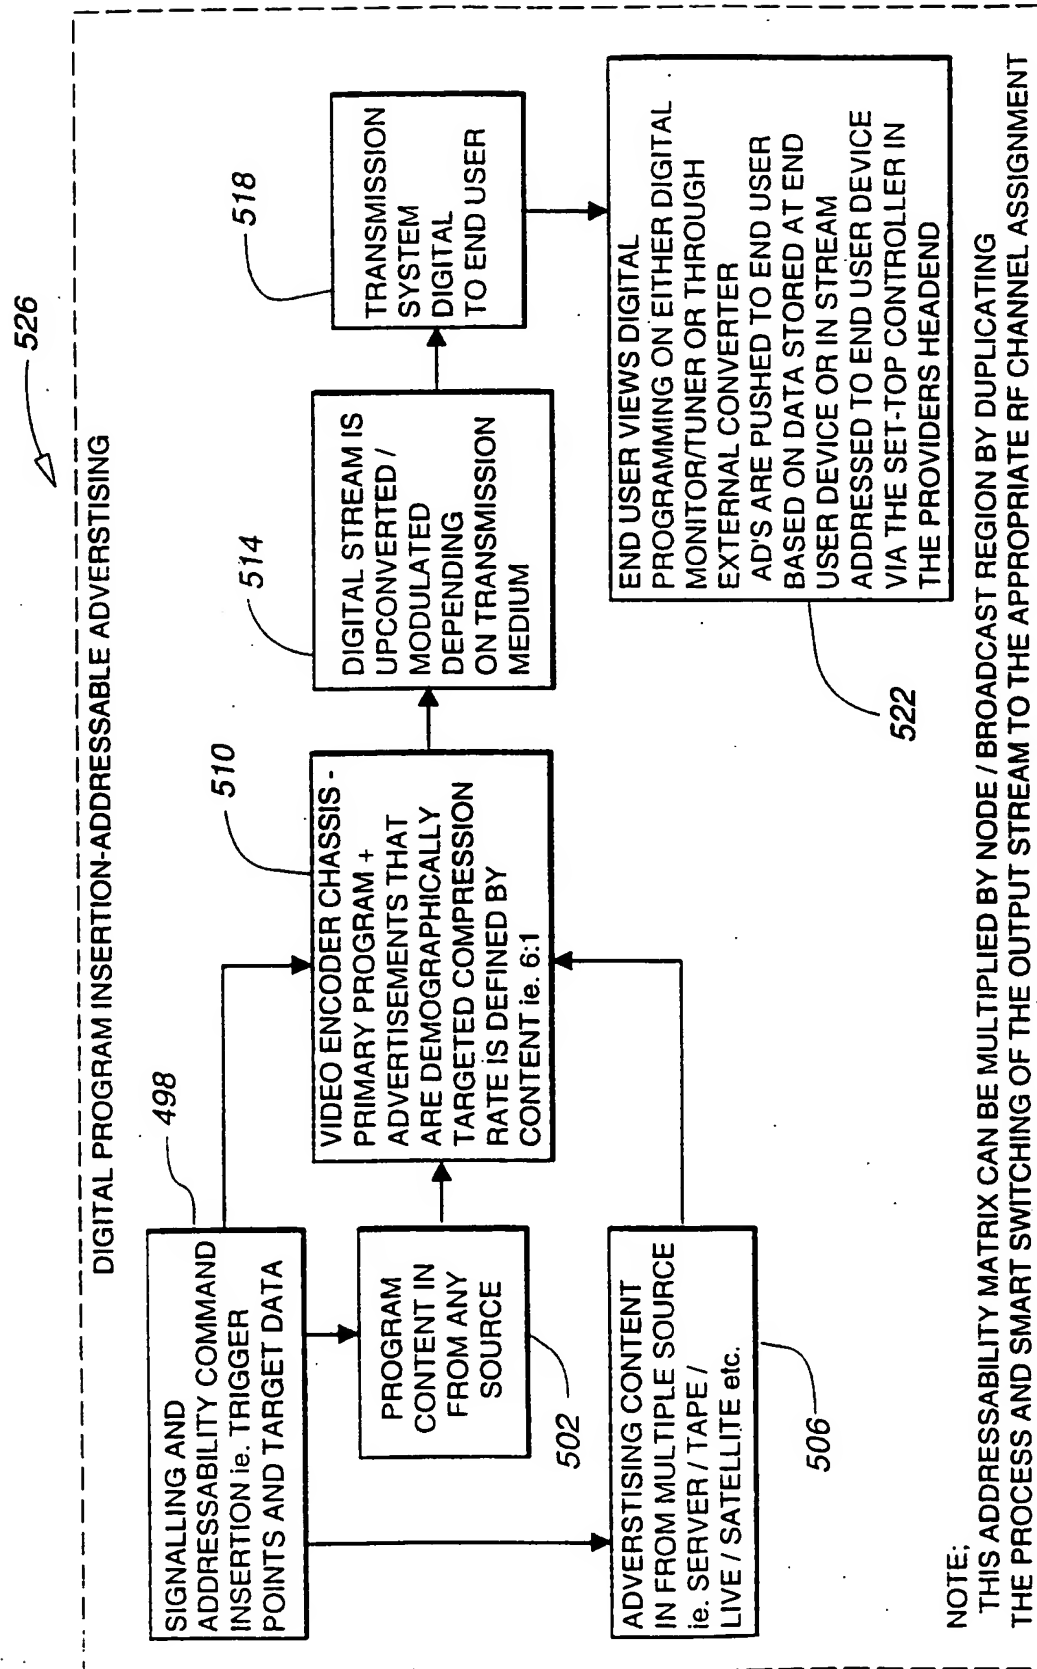 526
DIGITAL PROGRAM INSERTION-ADDRESSABLE ADVERSTISING
498
SIGNALLING AND
ADDRESSABILITY COMMAND
INSERTION ie. TRIGGER
POINTS AND TARGET DATA
PROGRAM
CONTENT IN
FROM ANY
SOURCE
502
ADVERSTISING CONTENT
IN FROM MULTIPLE SOURCE
ie. SERVER / TAPE /
LIVE / SATELLITE etc.
506
510
VIDEO ENCODER CHASSIS -
PRIMARY PROGRAM +
ADVERTISEMENTS THAT
ARE DEMOGRAPHICALLY
TARGETED COMPRESSION
RATE IS DEFINED BY
CONTENT ie. 6:1
514
DIGITAL STREAM IS
UPCONVERTED /
MODULATED
DEPENDING
ON TRANSMISSION
MEDIUM
518
TRANSMISSION
SYSTEM
DIGITAL
TO END USER
END USER VIEWS DIGITAL
PROGRAMMING ON EITHER DIGITAL
MONITOR/TUNER OR THROUGH
EXTERNAL CONVERTER
AD'S ARE PUSHED TO END USER
BASED ON DATA STORED AT END
USER DEVICE OR IN STREAM
ADDRESSED TO END USER DEVICE
VIA THE SET-TOP CONTROLLER IN
THE PROVIDERS HEADEND
522
NOTE;
THIS ADDRESSABILITY MATRIX CAN BE MULTIPLIED BY NODE / BROADCAST REGION BY DUPLICATING
THE PROCESS AND SMART SWITCHING OF THE OUTPUT STREAM TO THE APPROPRIATE RF CHANNEL ASSIGNMENT